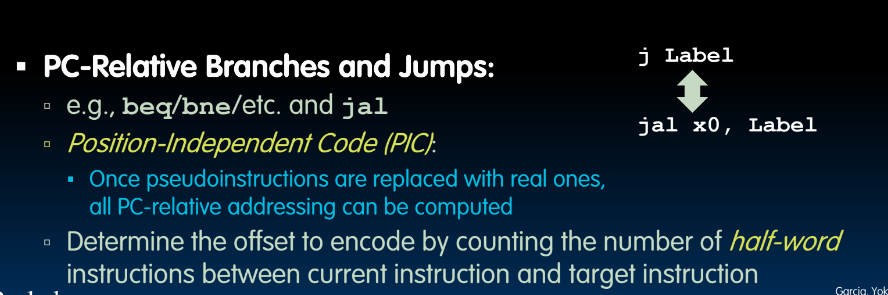 PC-Relative Branches and Jumps:
j Label
e.g., beq/bne/etc. and jal
jal x0, Label
Position-Independent Code (PIC):
Once pseudoinstructions are replaced with real ones,
all PC-relative addressing can be computed
Determine the offset to encode by counting the number of half-word
instructions between current instruction and target instruction
Garcia, Yok